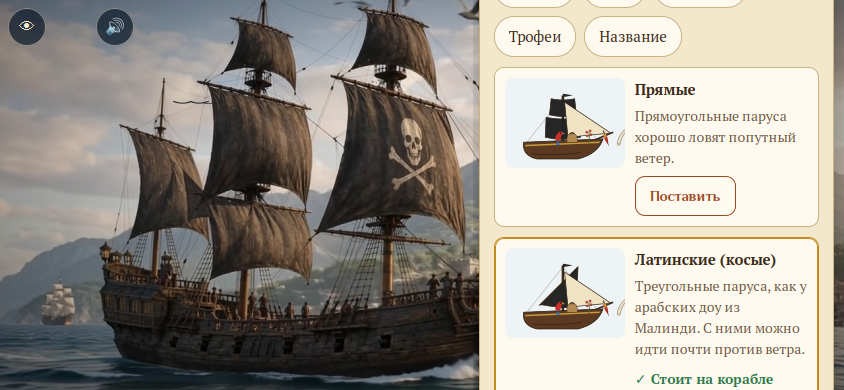 Трофеи
Название
Прямые
Прямоугольные паруса
хорошо ловят попутный
ветер.
Поставить
Латинские (косые)
Треугольные паруса, как у
арабских доу из
Малинди. С ними можно
идти почти против ветра.
✓ Стоит на корабле